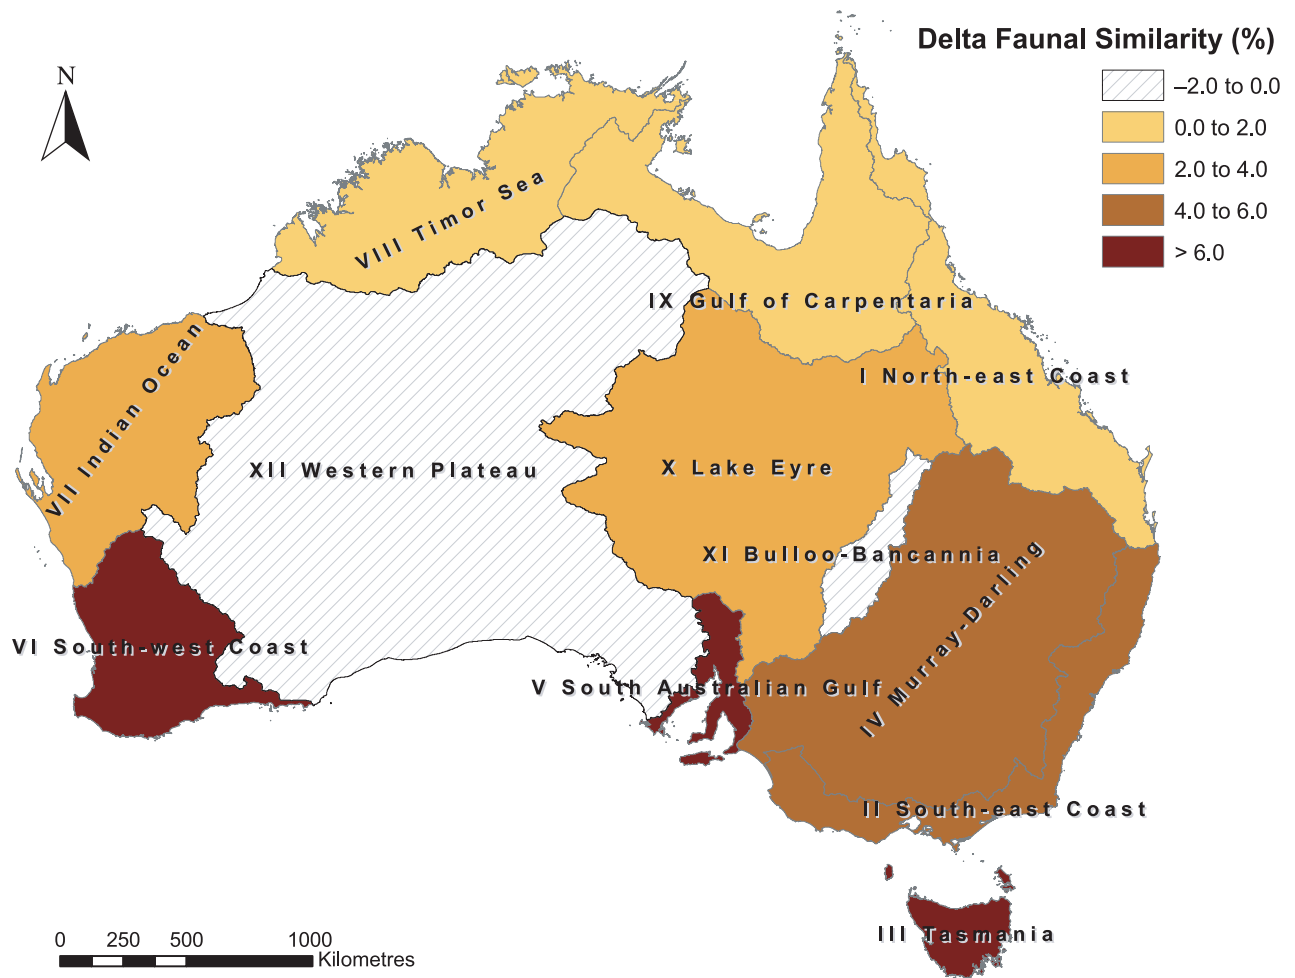 Delta Faunal Similarity (%)
–2.0 to 0.0
0.0 to 2.0
2.0 to 4.0
4.0 to 6.0
> 6.0
N
VIII Timor Sea
IX Gulf of Carpentaria
VII Indian Ocean
I North-east Coast
XII Western Plateau
X Lake Eyre
XI Bulloo-Bancannia
IV Murray-Darling
VI South-west Coast
V South Australian Gulf
II South-east Coast
III Tasmania
0 250 500 1000
Kilometres